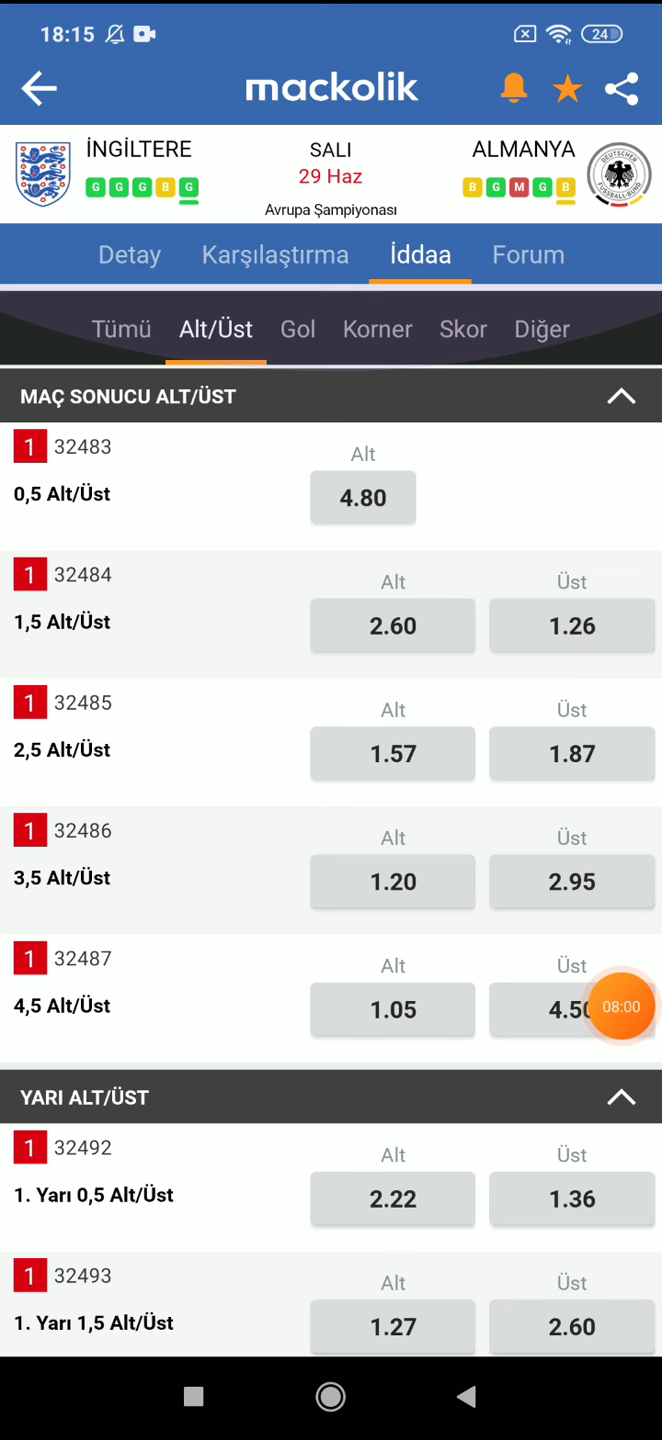 18:15 24
mackolik
İNGİLTERE SALI ALMANYA
G G G B G 29 Haz B G M G B
Avrupa Şampiyonası
DEUTSCHER FUSSBALL-BUND
Detay Karşılaştırma İddaa Forum
Tümü Alt/Üst Gol Korner Skor Diğer
MAÇ SONUCU ALT/ÜST
1 32483 Alt
0,5 Alt/Üst 4.80
1 32484 Alt Üst
1,5 Alt/Üst 2.60 1.26
1 32485 Alt Üst
2,5 Alt/Üst 1.57 1.87
1 32486 Alt Üst
3,5 Alt/Üst 1.20 2.95
1 32487 Alt Üst
4,5 Alt/Üst 1.05 4.50 08:00
YARI ALT/ÜST
1 32492 Alt Üst
1. Yarı 0,5 Alt/Üst 2.22 1.36
1 32493 Alt Üst
1. Yarı 1,5 Alt/Üst 1.27 2.60